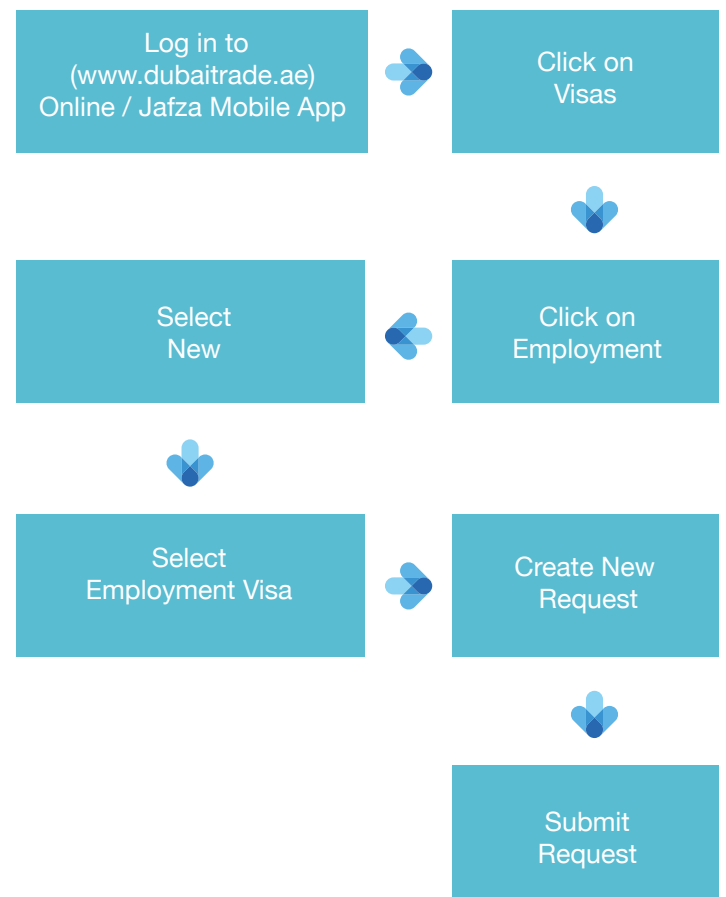 Log in to
(www.dubaitrade.ae)
Online / Jafza Mobile App
Click on
Visas
Click on
Employment
Select
New
Select
Employment Visa
Create New
Request
Submit
Request